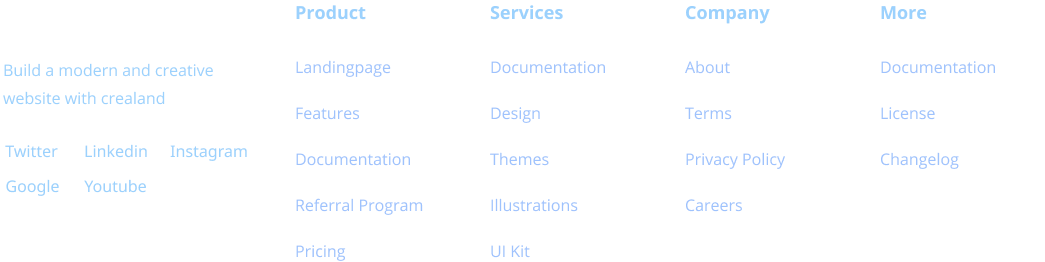 Build a modern and creative
website with crealand
Twitter Linkedin Instagram
Google Youtube
Product
Landingpage
Features
Documentation
Referral Program
Pricing
Services
Documentation
Design
Themes
Illustrations
UI Kit
Company
About
Terms
Privacy Policy
Careers
More
Documentation
License
Changelog